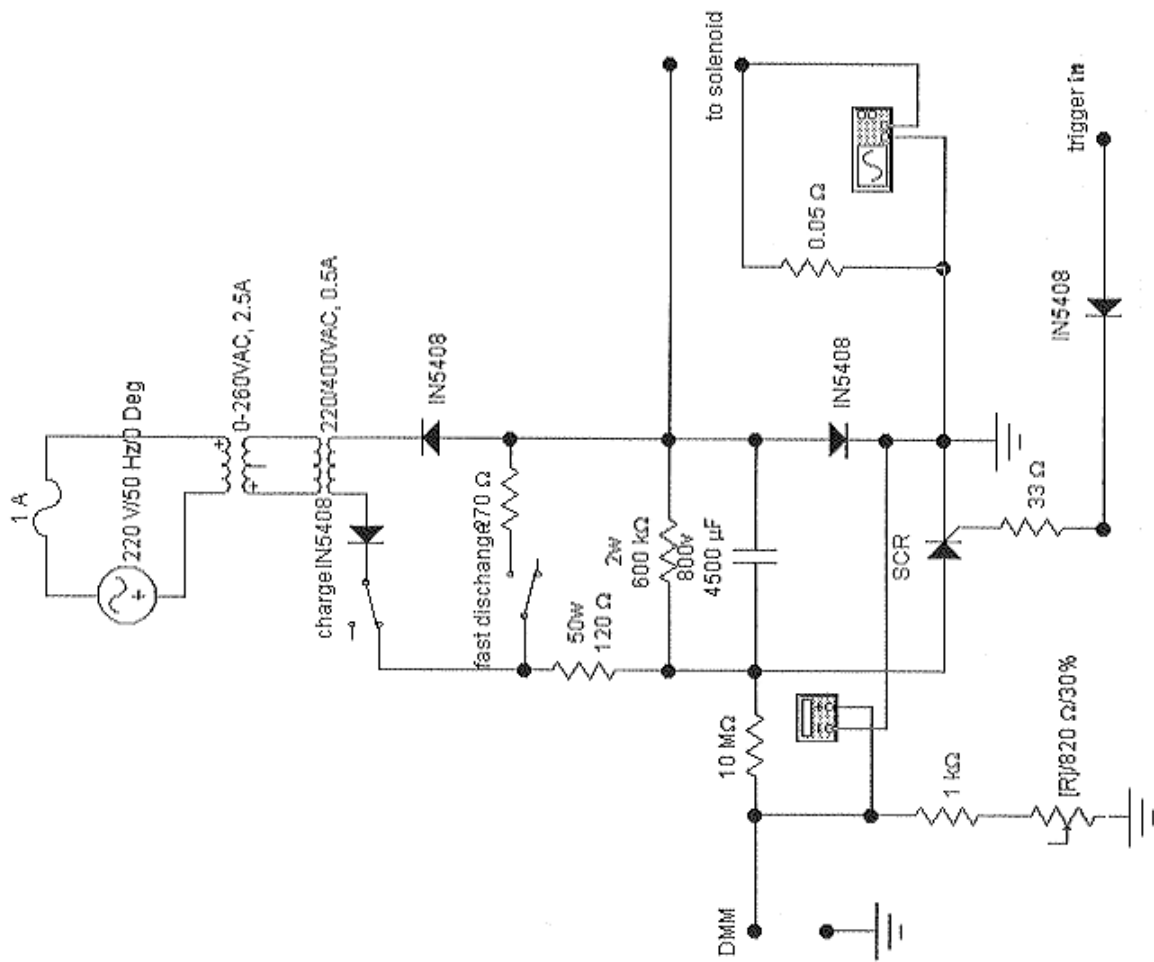 1 A
220 V/50 Hz/0 Deg
0-260VAC, 2.5A
220/400VAC, 0.5A
charge
IN5408
IN5408
fast dischange
270 Ω
50w
120 Ω
2w
600 kΩ
800v
4500 µF
IN5408
to solenoid
0.05 Ω
10 MΩ
DMM
1 kΩ
[R]/820 Ω/30%
SCR
33 Ω
IN5408
trigger in